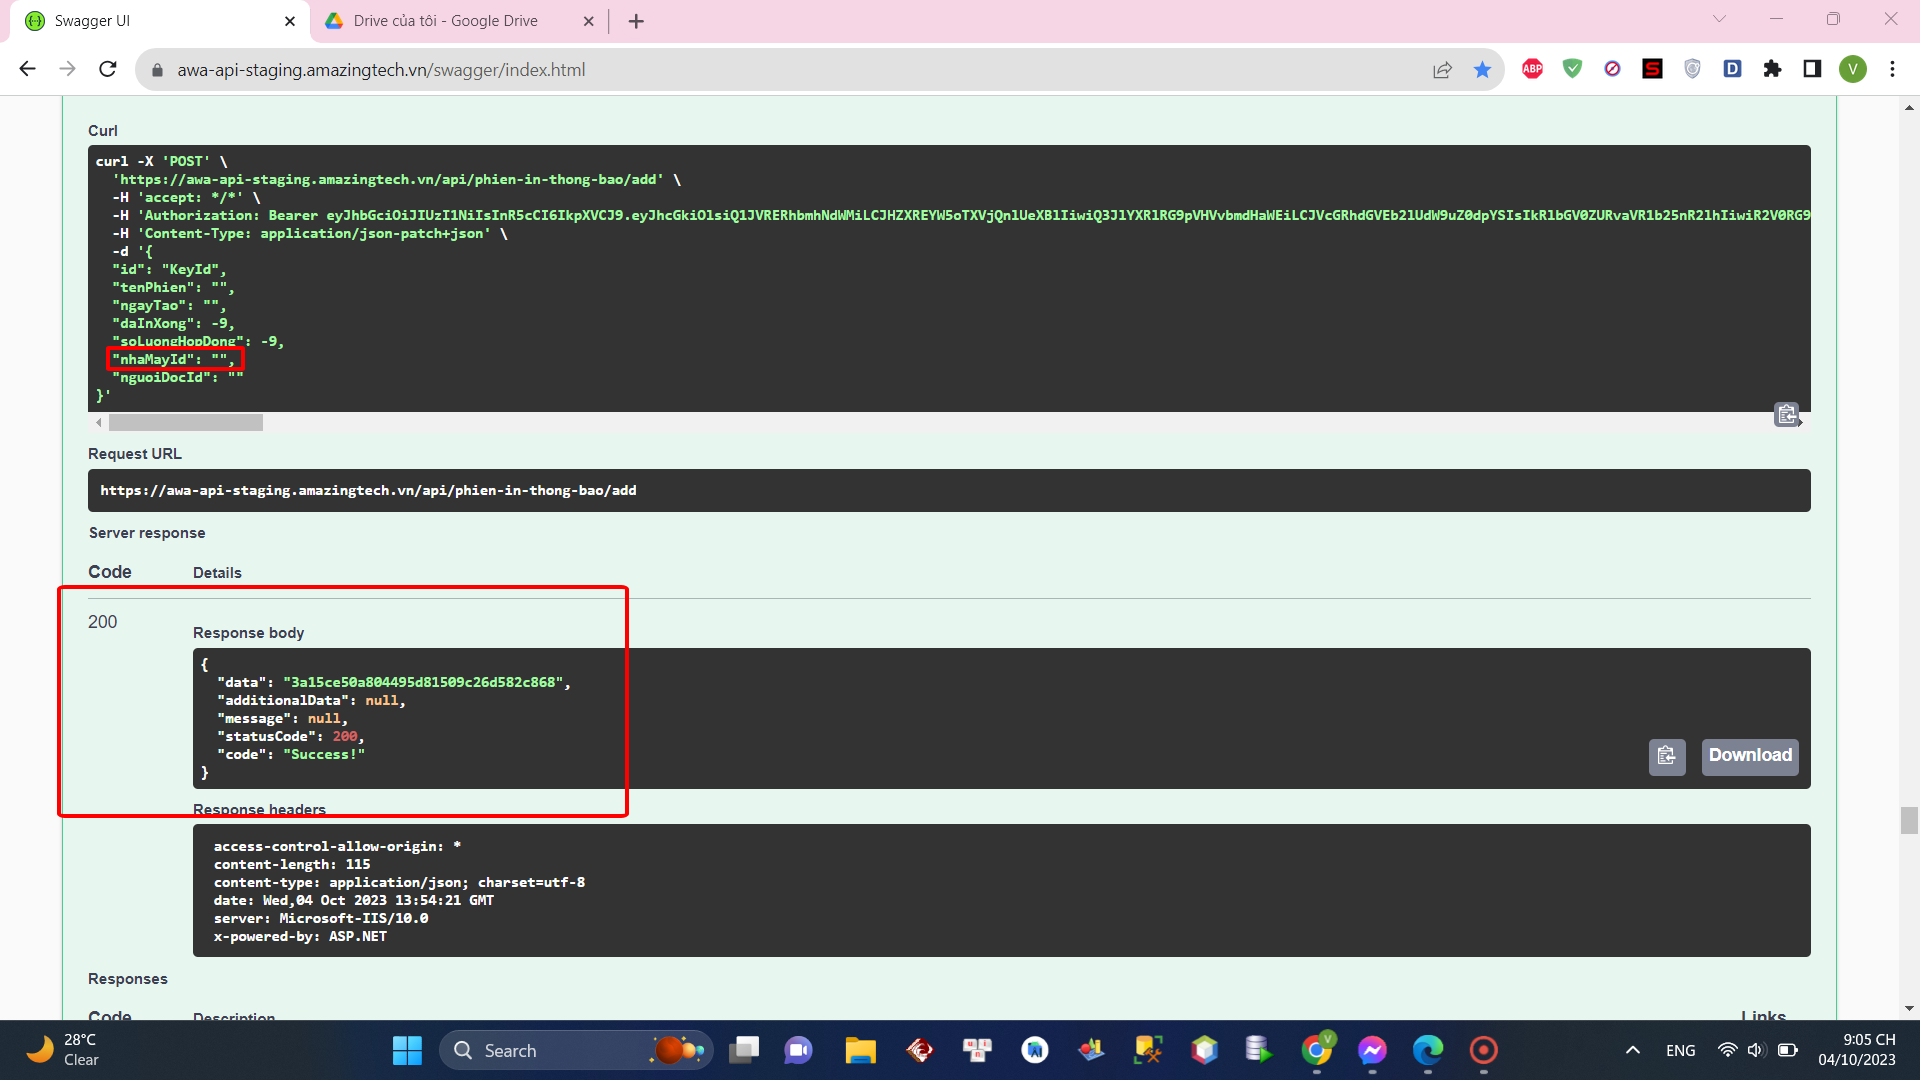 Swagger UI
Drive của tôi - Google Drive
awa-api-staging.amazingtech.vn/swagger/index.html
ABP
S
D
V
Curl
curl -X 'POST' \
'https://awa-api-staging.amazingtech.vn/api/phien-in-thong-bao/add' \
-H 'accept: */*' \
-H 'Authorization: Bearer
-H 'Content-Type: application/json-patch+json' \
-d '{
"id": "KeyId",
"tenPhien": "",
"ngayTao": "",
"daInXong": -9,
"soLuongHopDong": -9,
"nhaMayId": "",
"nguoiDocId": ""
}'
Request URL
https://awa-api-staging.amazingtech.vn/api/phien-in-thong-bao/add
Server response
Code Details
200
Response body
{
"data": "3a15ce50a804495d81509c26d582c868",
"additionalData": null,
"message": null,
"statusCode": 200,
"code": "Success!"
}
Download
Response headers
access-control-allow-origin: *
content-length: 115
content-type: application/json; charset=utf-8
date: Wed,04 Oct 2023 13:54:21 GMT
server: Microsoft-IIS/10.0
x-powered-by: ASP.NET
Responses
Code Description Links
28°C
Clear
Search
V
ENG
9:05 CH
04/10/2023